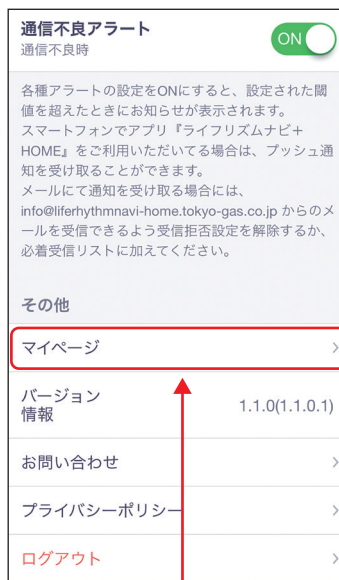 通信不良アラート
通信不良時
ON
各種アラートの設定をONにすると、設定された閾
値を超えたときにお知らせが表示されます。
スマートフォンでアプリ『ライフリズムナビ+
HOME』をご利用いただいてる場合は、プッシュ通
知を受け取ることができます。
メールにて通知を受け取る場合には、
info@liferhythmnavi-home.tokyo-gas.co.jp からのメ
ールを受信できるよう受信拒否設定を解除するか、
必着受信リストに加えてください。
その他
マイページ
バージョン
情報
1.1.0(1.1.0.1)
お問い合わせ
プライバシーポリシー
ログアウト